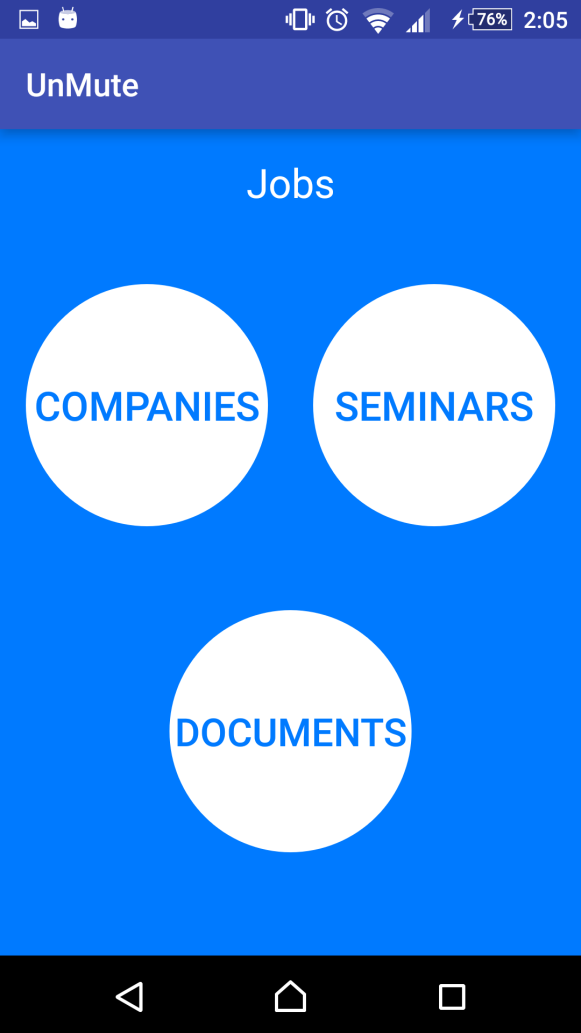 76% 2:05
UnMute
Jobs
COMPANIES SEMINARS
DOCUMENTS